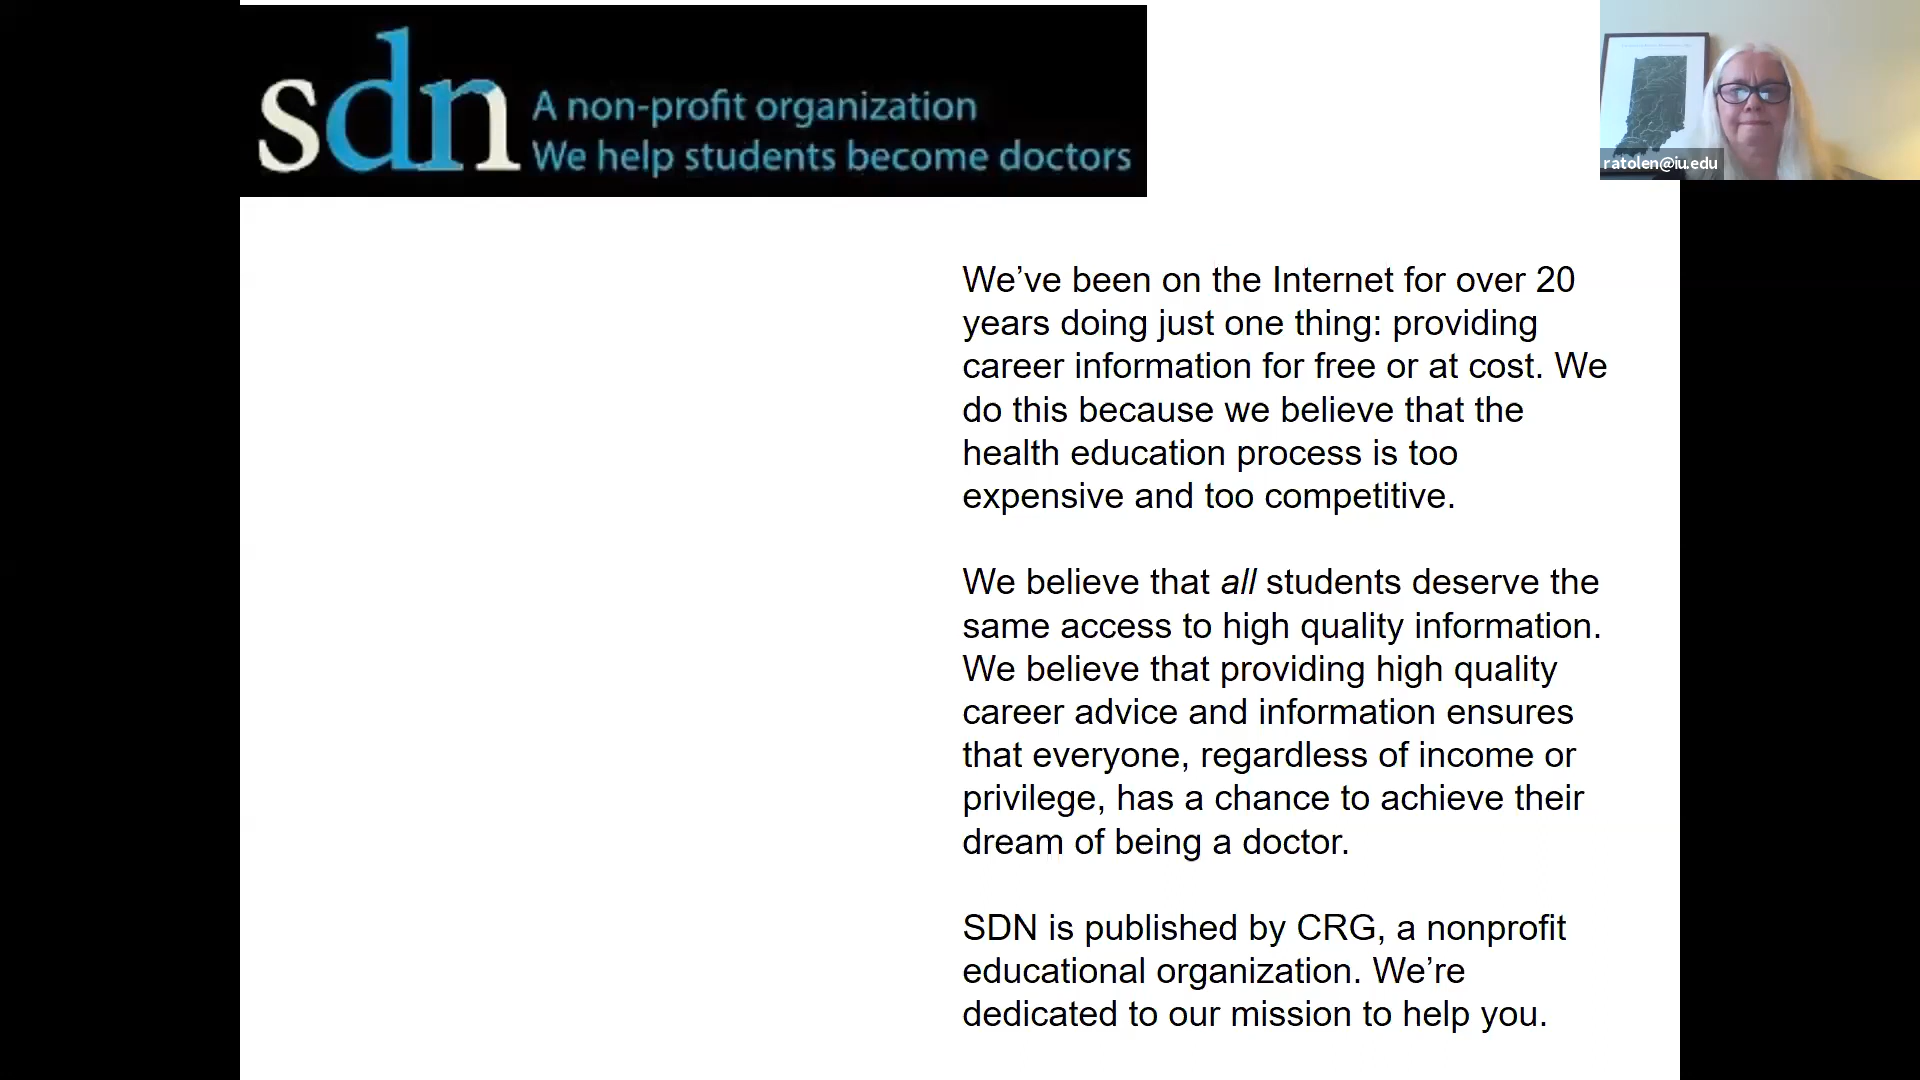 sdn
A non-profit organization
We help students become doctors
ratolen@iu.edu
We’ve been on the Internet for over 20
years doing just one thing: providing
career information for free or at cost. We
do this because we believe that the
health education process is too
expensive and too competitive.
We believe that all students deserve the
same access to high quality information.
We believe that providing high quality
career advice and information ensures
that everyone, regardless of income or
privilege, has a chance to achieve their
dream of being a doctor.
SDN is published by CRG, a nonprofit
educational organization. We’re
dedicated to our mission to help you.